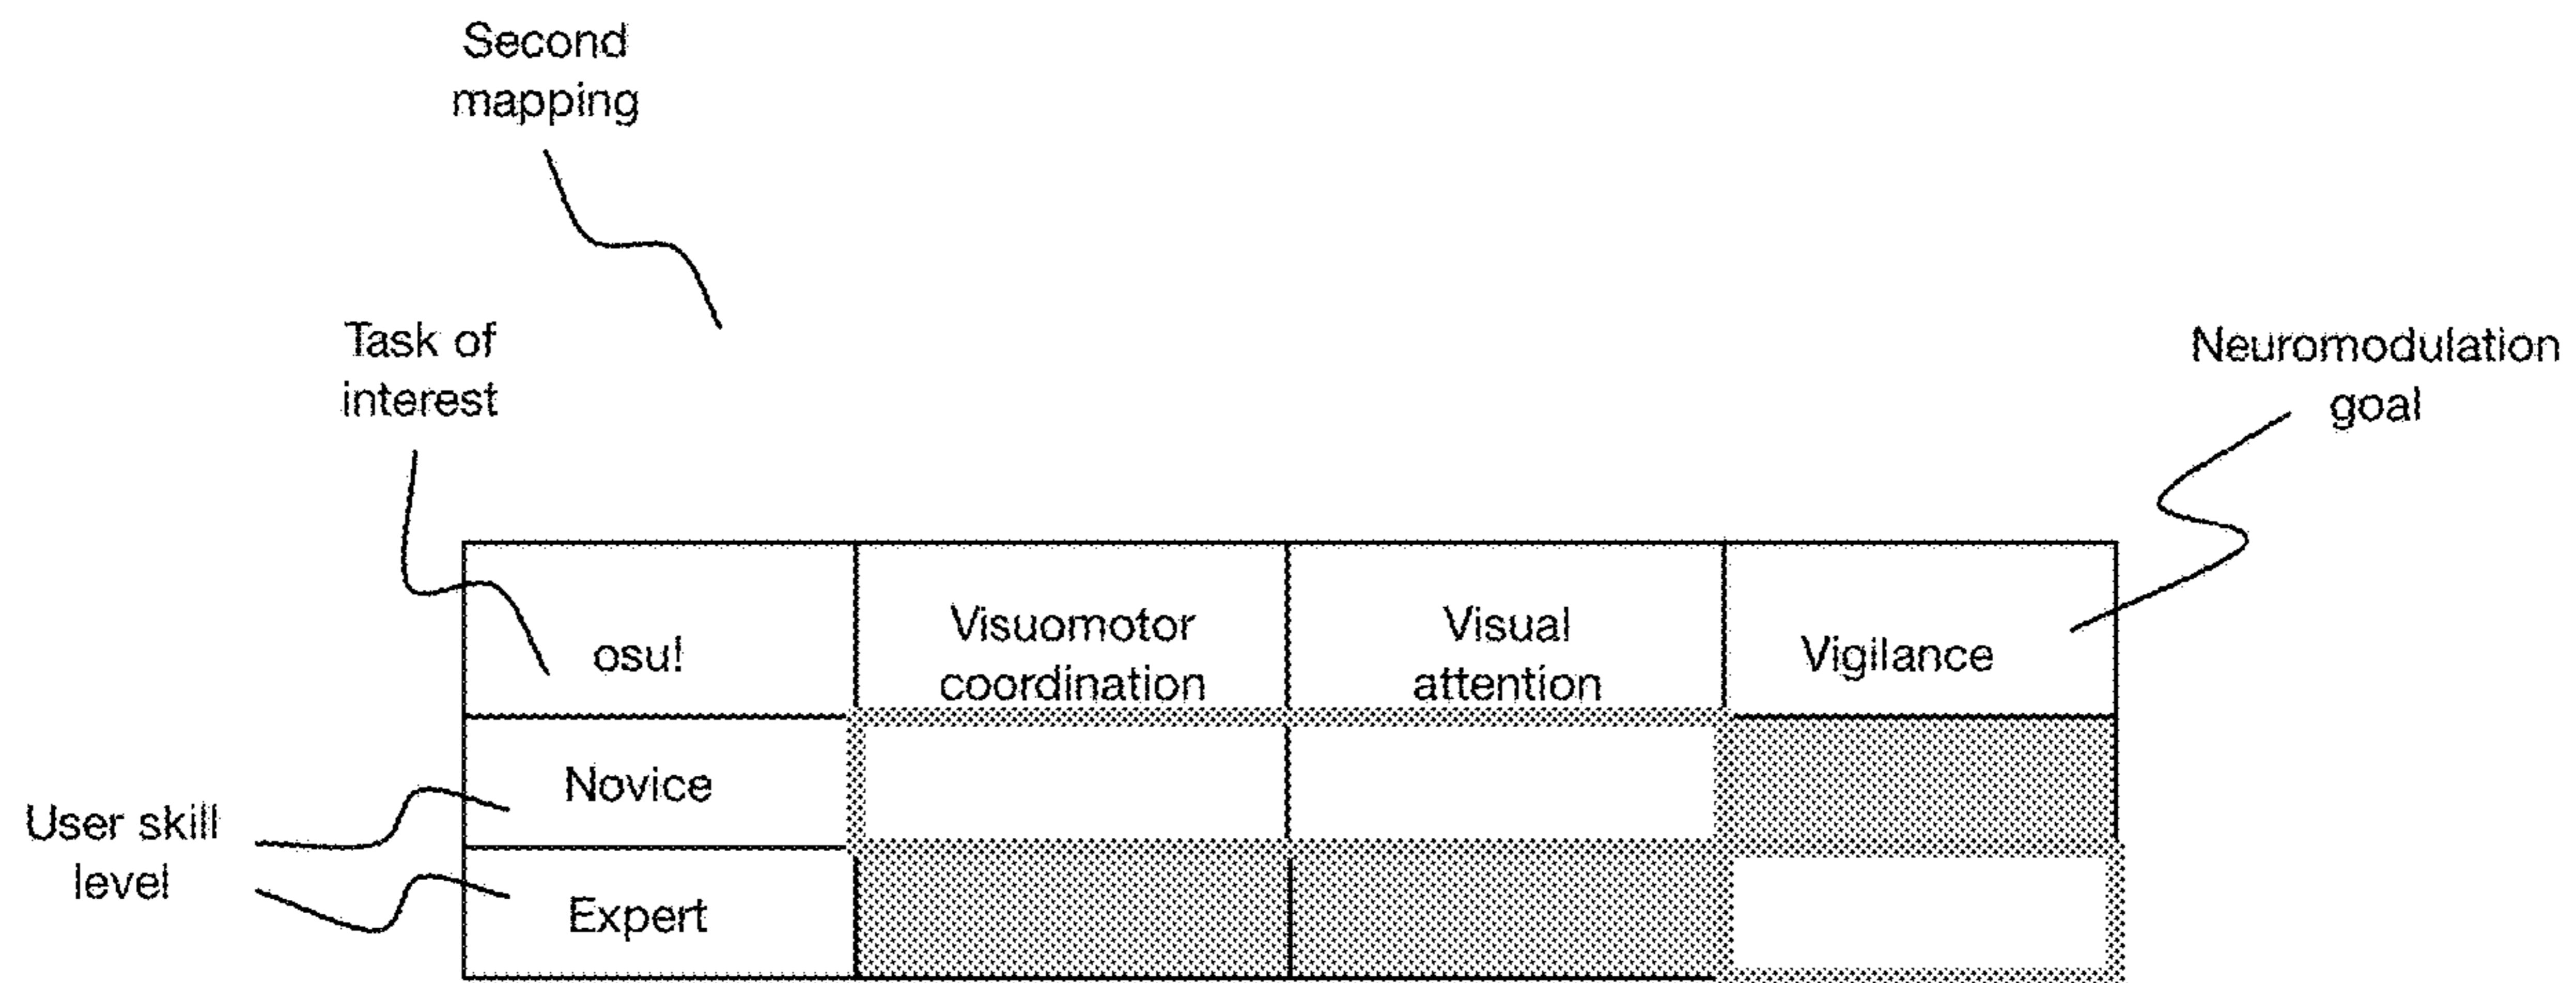 Second
mapping
Task of
interest
Neuromodulation
goal
osu!
Visuomotor
coordination
Visual
attention
Vigilance
Novice
User skill
level
Expert